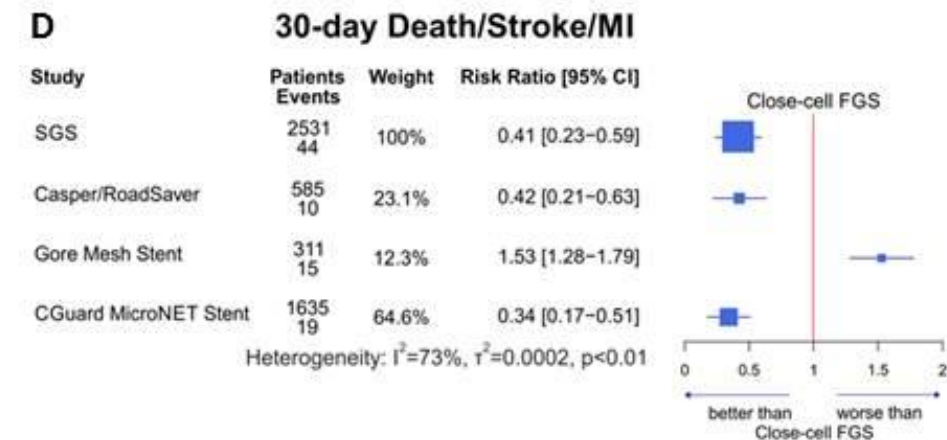 D
30-day Death/Stroke/MI
Study Patients Events Weight Risk Ratio [95% CI]
Close-cell FGS
SGS 2531 44 100% 0.41 [0.23−0.59]
Casper/RoadSaver 585 10 23.1% 0.42 [0.21−0.63]
Gore Mesh Stent 311 15 12.3% 1.53 [1.28−1.79]
CGuard MicroNET Stent 1635 19 64.6% 0.34 [0.17−0.51]
Heterogeneity: I²=73%, τ²=0.0002, p<0.01
0 0.5 1 1.5 2
better than worse than
Close-cell FGS